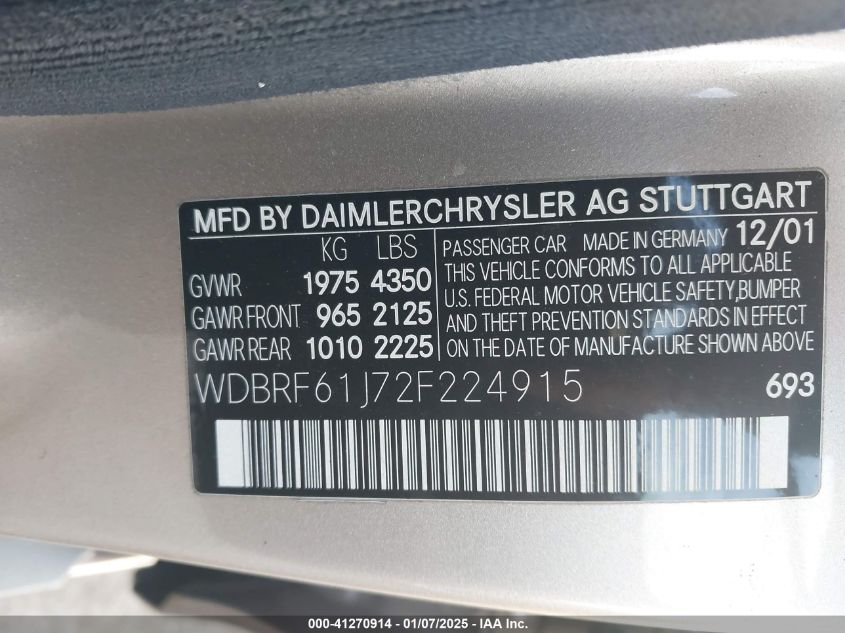 MFD BY DAIMLERCHRYSLER AG STUTTGART
KG LBS
GVWR 1975 4350
GAWR FRONT 965 2125
GAWR REAR 1010 2225
PASSENGER CAR MADE IN GERMANY 12/01
THIS VEHICLE CONFORMS TO ALL APPLICABLE
U.S. FEDERAL MOTOR VEHICLE SAFETY,BUMPER
AND THEFT PREVENTION STANDARDS IN EFFECT
ON THE DATE OF MANUFACTURE SHOWN ABOVE
WDBRF61J72F224915 693
000-41270914 - 01/07/2025 - IAA Inc.